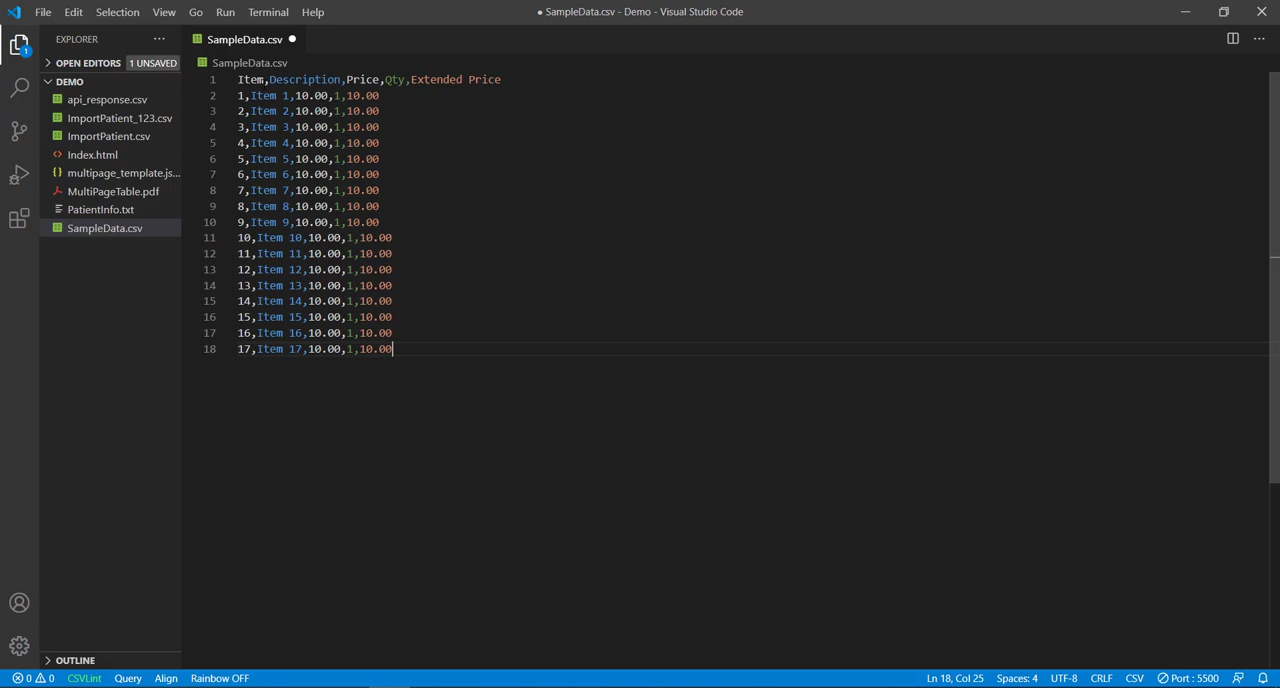 File Edit Selection View Go Run Terminal Help
● SampleData.csv - Demo - Visual Studio Code
EXPLORER
OPEN EDITORS 1 UNSAVED
DEMO
api_response.csv
ImportPatient_123.csv
ImportPatient.csv
Index.html
multipage_template.js...
MultiPageTable.pdf
PatientInfo.txt
SampleData.csv
OUTLINE
1
SampleData.csv
SampleData.csv
1 Item,Description,Price,Qty,Extended Price
2 1,Item 1,10.00,1,10.00
3 2,Item 2,10.00,1,10.00
4 3,Item 3,10.00,1,10.00
5 4,Item 4,10.00,1,10.00
6 5,Item 5,10.00,1,10.00
7 6,Item 6,10.00,1,10.00
8 7,Item 7,10.00,1,10.00
9 8,Item 8,10.00,1,10.00
10 9,Item 9,10.00,1,10.00
11 10,Item 10,10.00,1,10.00
12 11,Item 11,10.00,1,10.00
13 12,Item 12,10.00,1,10.00
14 13,Item 13,10.00,1,10.00
15 14,Item 14,10.00,1,10.00
16 15,Item 15,10.00,1,10.00
17 16,Item 16,10.00,1,10.00
18 17,Item 17,10.00,1,10.00
0 0 CSVLint Query Align Rainbow OFF
Ln 18, Col 25 Spaces: 4 UTF-8 CRLF CSV Port : 5500